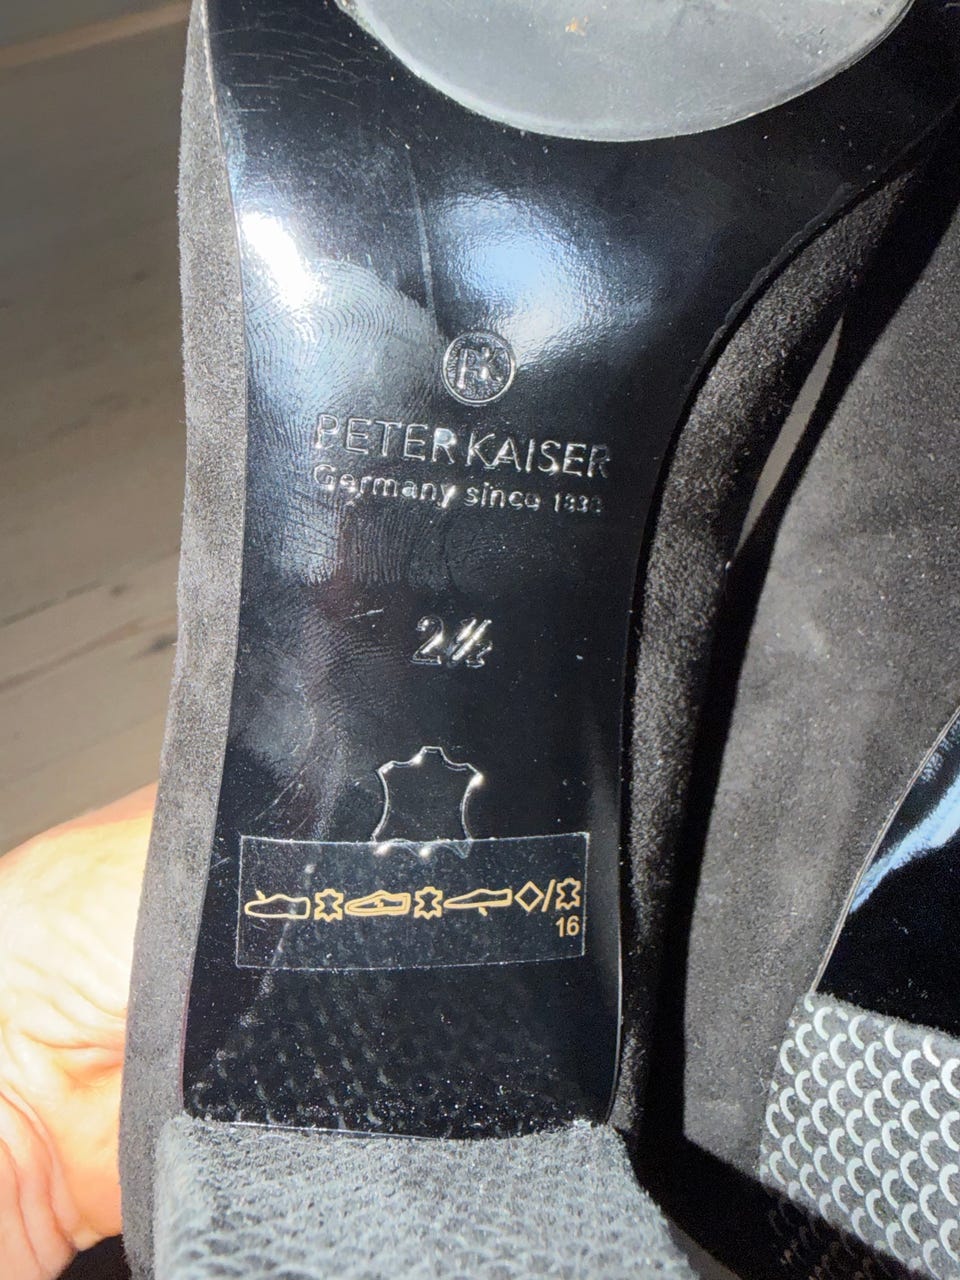 PK
PETER KAISER
Germany since 1838
2½
16